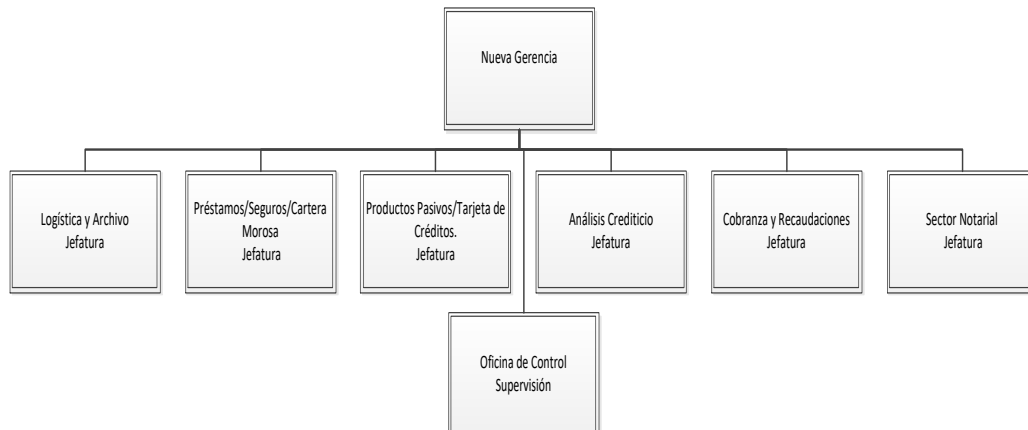 Nueva Gerencia
Logística y Archivo
Jefatura
Préstamos/Seguros/Cartera
Morosa
Jefatura
Productos Pasivos/Tarjeta de
Créditos.
Jefatura
Análisis Crediticio
Jefatura
Cobranza y Recaudaciones
Jefatura
Sector Notarial
Jefatura
Oficina de Control
Supervisión